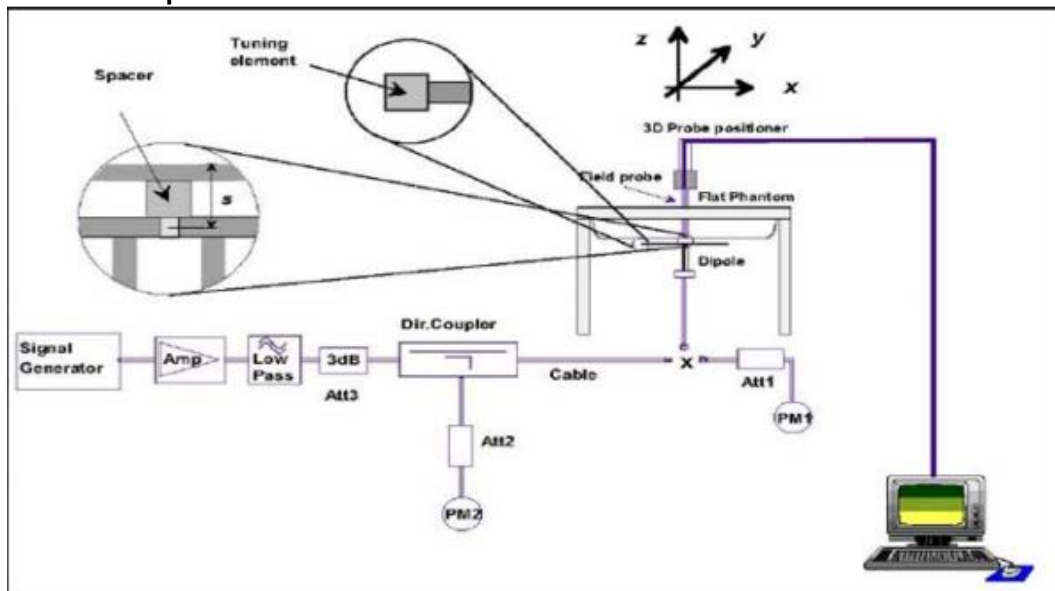 Tuning
element
Spacer
s
z
y
x
3D Probe positioner
Field probe
Flat Phantom
Dipole
Signal
Generator
Amp
Low
Pass
3dB
Att3
Dir.Coupler
Cable
x
Att1
PM1
Att2
PM2